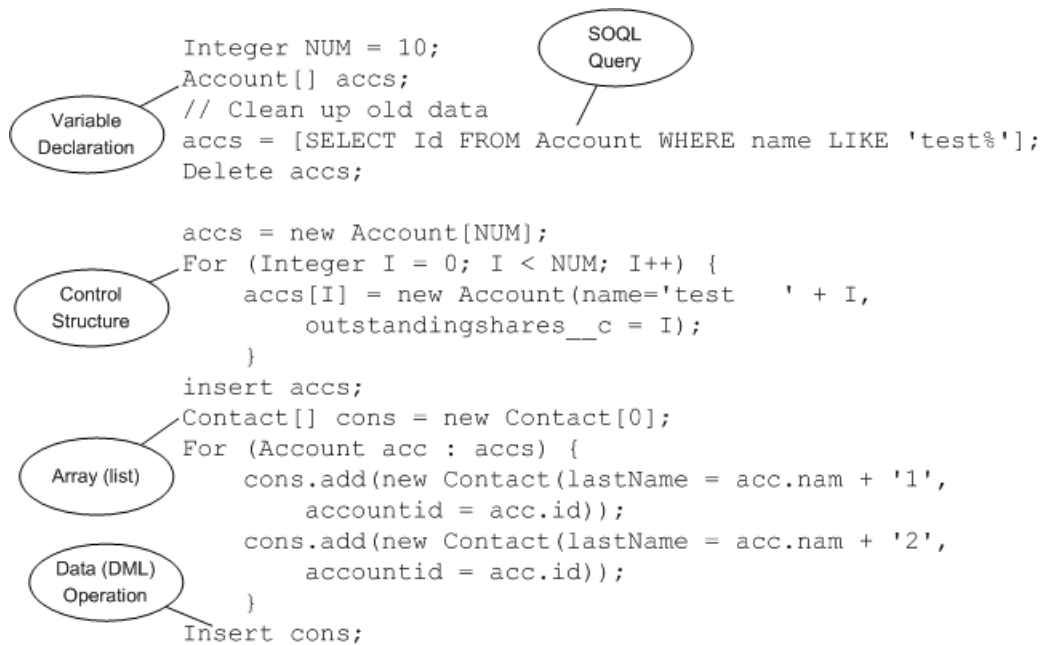 SOQL
Query
Integer NUM = 10;
Account[] accs;
// Clean up old data
Variable
Declaration
accs = [SELECT Id FROM Account WHERE name LIKE 'test%'];
Delete accs;
accs = new Account[NUM];
For (Integer I = 0; I < NUM; I++) {
Control
Structure
accs[I] = new Account(name='test   ' + I,
outstandingshares__c = I);
}
insert accs;
Contact[] cons = new Contact[0];
For (Account acc : accs) {
Array (list)
cons.add(new Contact(lastName = acc.nam + '1',
accountid = acc.id));
cons.add(new Contact(lastName = acc.nam + '2',
accountid = acc.id));
Data (DML)
Operation
}
Insert cons;